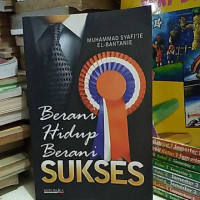 MUHAMMAD SYAFI'IE
EL-BANTANIE
Berani
Hidup
Berani
SUKSES